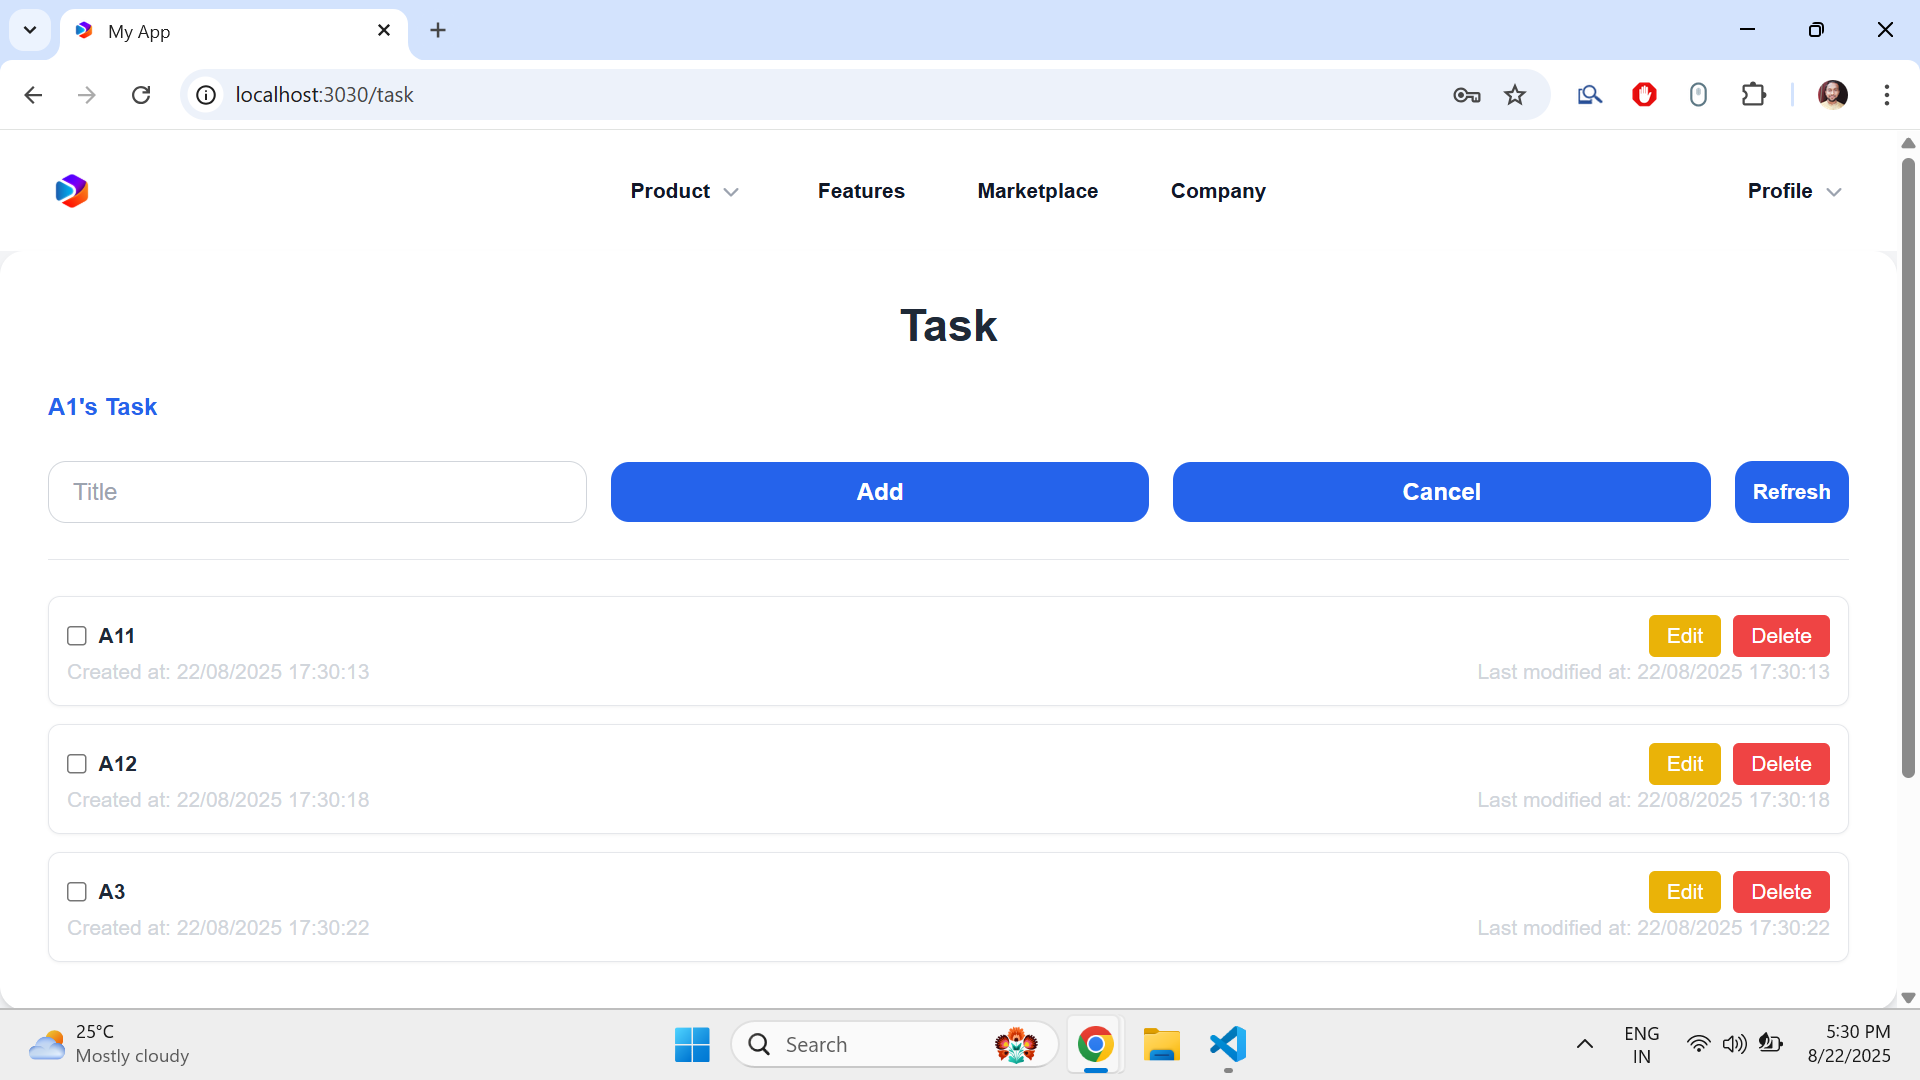 My App
localhost:3030/task
Product Features Marketplace Company Profile
Task
A1's Task
Title Add Cancel Refresh
A11 Edit Delete
Created at: 22/08/2025 17:30:13 Last modified at: 22/08/2025 17:30:13
A12 Edit Delete
Created at: 22/08/2025 17:30:18 Last modified at: 22/08/2025 17:30:18
A3 Edit Delete
Created at: 22/08/2025 17:30:22 Last modified at: 22/08/2025 17:30:22
25°C
Mostly cloudy
Search
ENG
IN
5:30 PM
8/22/2025